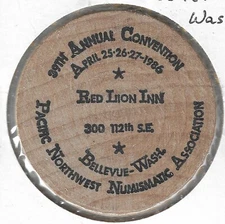 Was
39TH ANNUAL CONVENTION
APRIL 25·26·27·1986
★
RED LION INN
300 112TH S.E.
★
BELLEVUE-WASH.
PACIFIC NORTHWEST NUMISMATIC ASSOCIATION